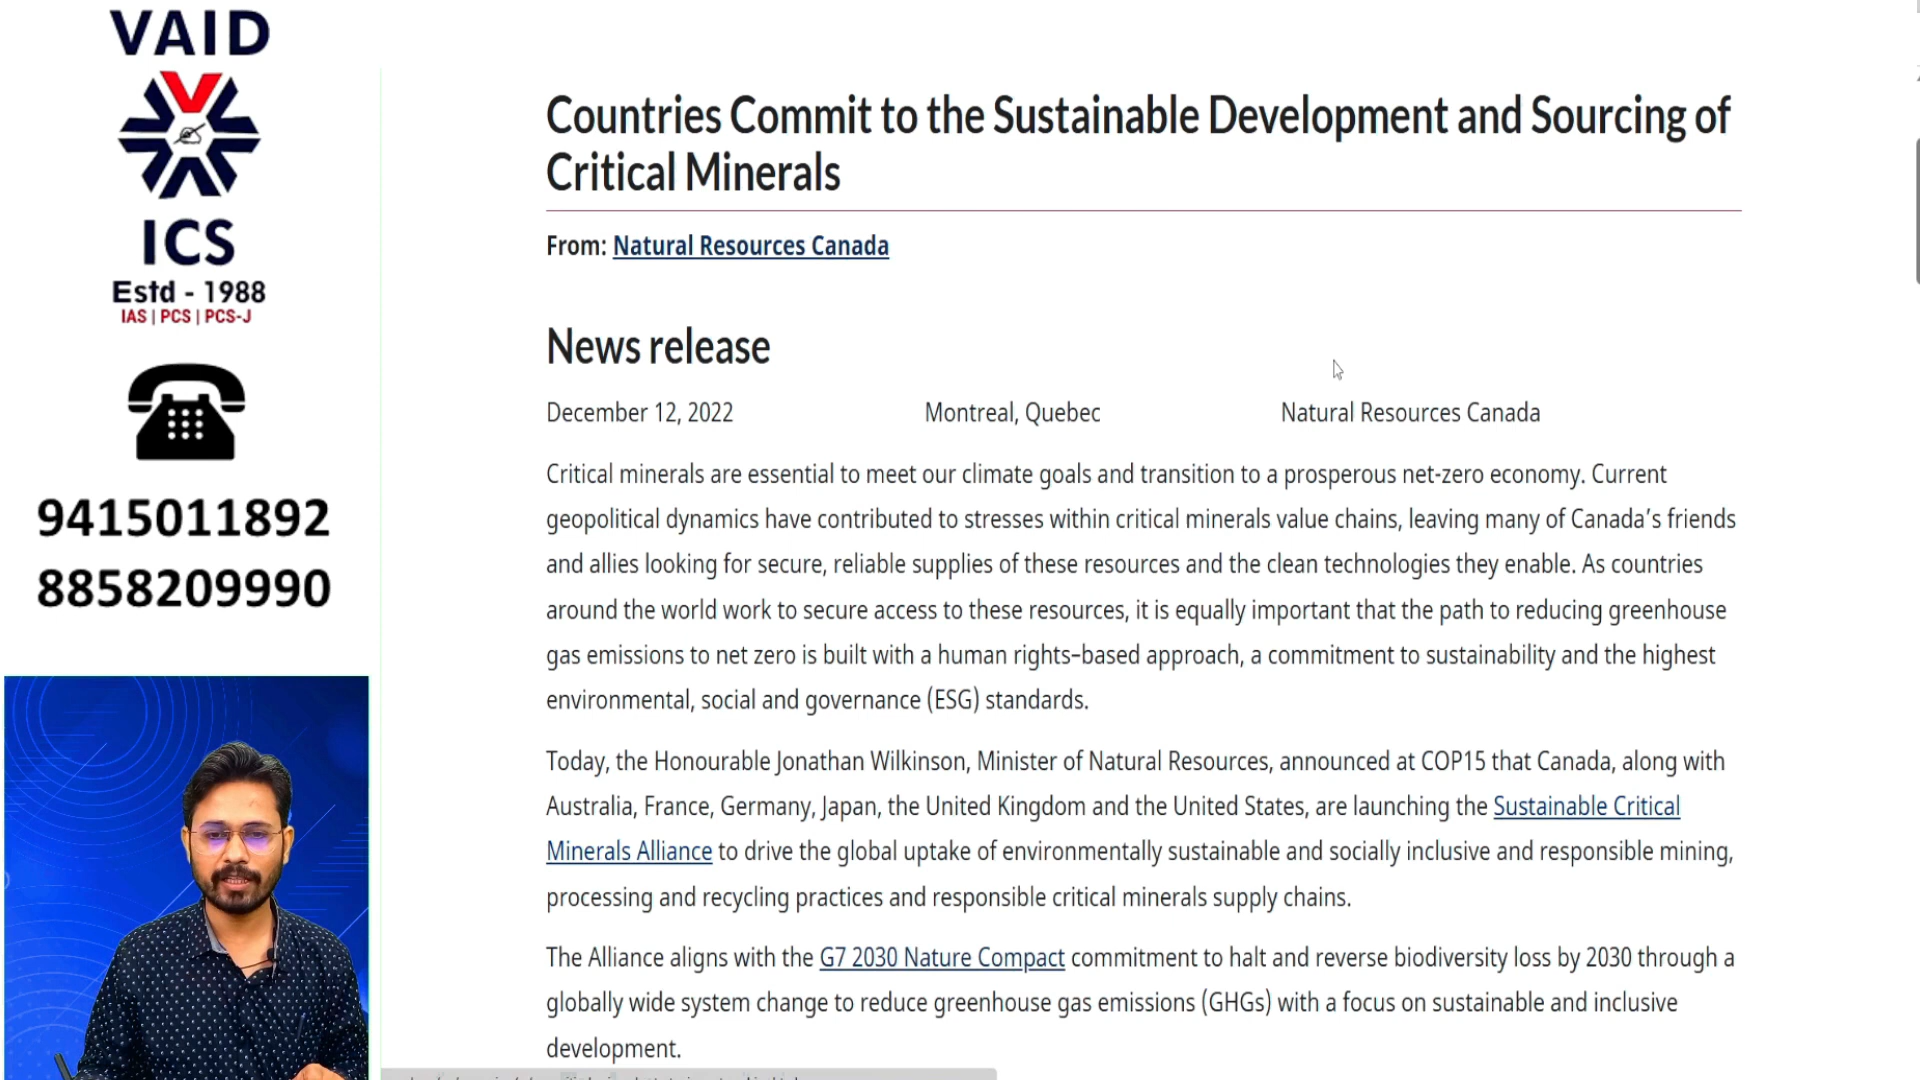 VAID
ICS
Estd - 1988
IAS | PCS | PCS-J
9415011892
8858209990
Countries Commit to the Sustainable Development and Sourcing of
Critical Minerals
From: Natural Resources Canada
News release
December 12, 2022 Montreal, Quebec Natural Resources Canada
Critical minerals are essential to meet our climate goals and transition to a prosperous net-zero economy. Current
geopolitical dynamics have contributed to stresses within critical minerals value chains, leaving many of Canada’s friends
and allies looking for secure, reliable supplies of these resources and the clean technologies they enable. As countries
around the world work to secure access to these resources, it is equally important that the path to reducing greenhouse
gas emissions to net zero is built with a human rights–based approach, a commitment to sustainability and the highest
environmental, social and governance (ESG) standards.
Today, the Honourable Jonathan Wilkinson, Minister of Natural Resources, announced at COP15 that Canada, along with
Australia, France, Germany, Japan, the United Kingdom and the United States, are launching the Sustainable Critical
Minerals Alliance to drive the global uptake of environmentally sustainable and socially inclusive and responsible mining,
processing and recycling practices and responsible critical minerals supply chains.
The Alliance aligns with the G7 2030 Nature Compact commitment to halt and reverse biodiversity loss by 2030 through a
globally wide system change to reduce greenhouse gas emissions (GHGs) with a focus on sustainable and inclusive
development.